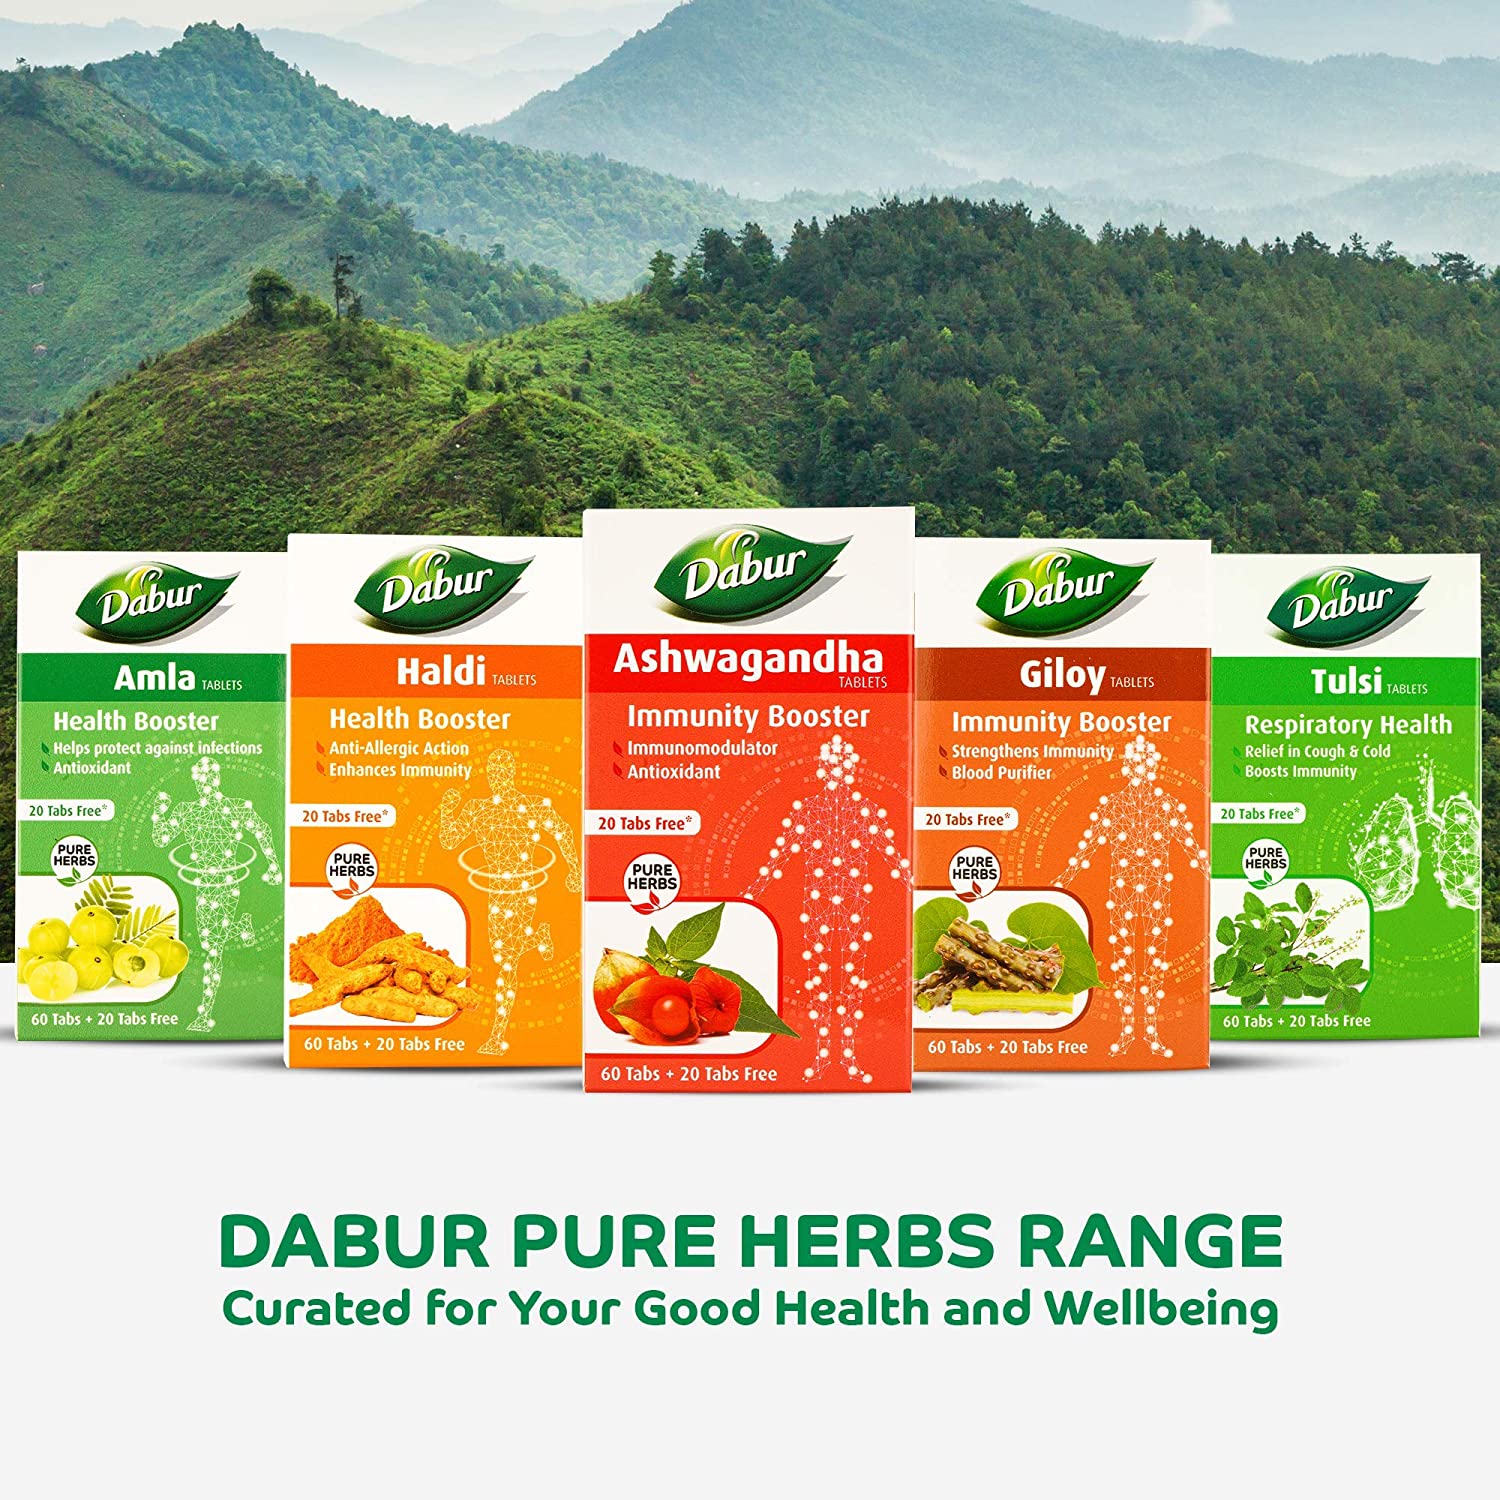 Dabur
Amla TABLETS
Health Booster
Helps protect against infections
Antioxidant
20 Tabs Free*
PURE
HERBS
60 Tabs + 20 Tabs Free
Dabur
Haldi TABLETS
Health Booster
Anti-Allergic Action
Enhances Immunity
20 Tabs Free*
PURE
HERBS
60 Tabs + 20 Tabs Free
Dabur
Ashwagandha
TABLETS
Immunity Booster
Immunomodulator
Antioxidant
20 Tabs Free*
PURE
HERBS
60 Tabs + 20 Tabs Free
Dabur
Giloy TABLETS
Immunity Booster
Strengthens Immunity
Blood Purifier
20 Tabs Free*
PURE
HERBS
60 Tabs + 20 Tabs Free
Dabur
Tulsi TABLETS
Respiratory Health
Relief in Cough & Cold
Boosts Immunity
20 Tabs Free*
PURE
HERBS
60 Tabs + 20 Tabs Free
DABUR PURE HERBS RANGE
Curated for Your Good Health and Wellbeing